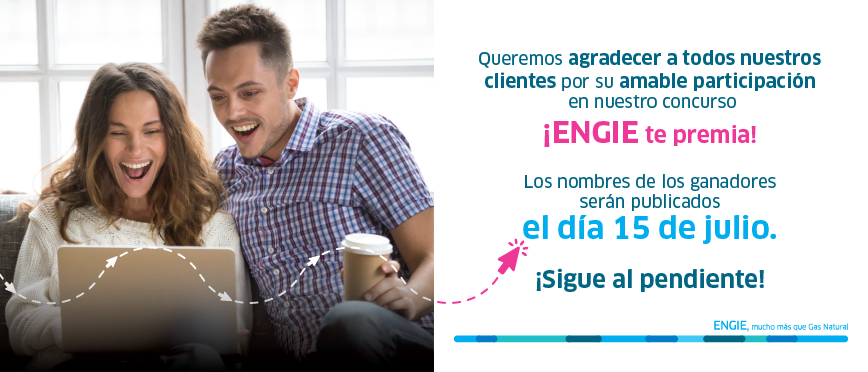 Queremos agradecer a todos nuestros
clientes por su amable participación
en nuestro concurso
¡ENGIE te premia!
Los nombres de los ganadores
serán publicados
el día 15 de julio.
¡Sigue al pendiente!
ENGIE, mucho más que Gas Natural